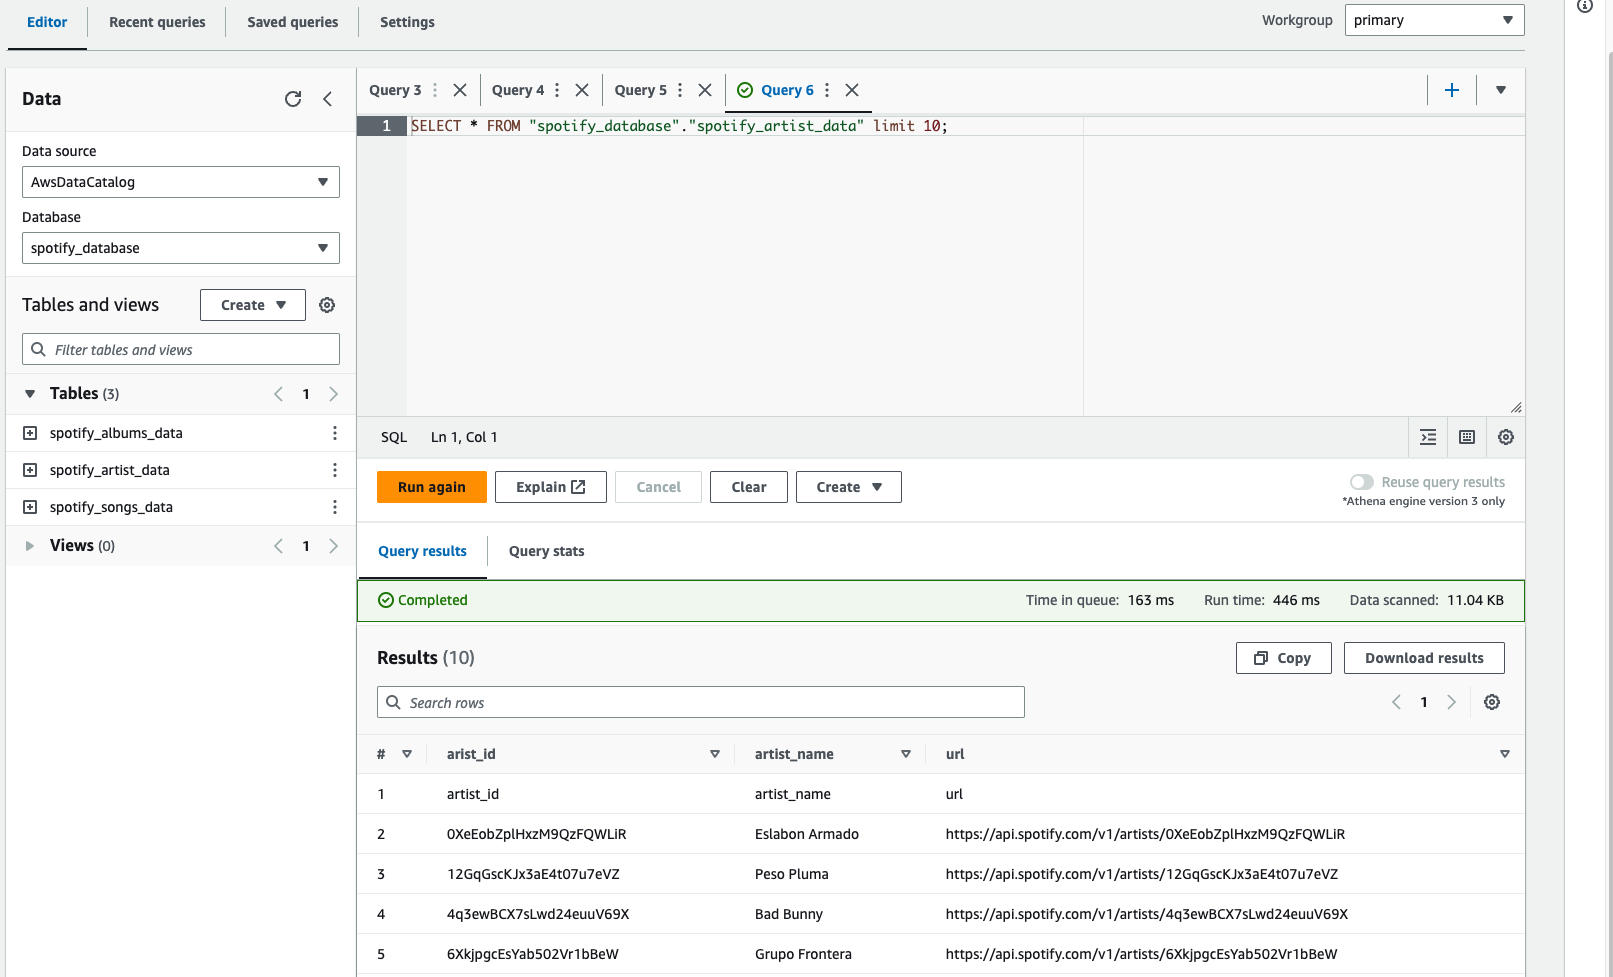 Editor Recent queries Saved queries Settings Workgroup primary
Data
Data source
AwsDataCatalog
Database
spotify_database
Tables and views Create
Filter tables and views
Tables (3) 1
spotify_albums_data
spotify_artist_data
spotify_songs_data
Views (0) 1
Query 3 Query 4 Query 5 Query 6
1 SELECT * FROM "spotify_database"."spotify_artist_data" limit 10;
SQL Ln 1, Col 1
Run again Explain Cancel Clear Create Reuse query results
*Athena engine version 3 only
Query results Query stats
Completed Time in queue: 163 ms Run time: 446 ms Data scanned: 11.04 KB
Results (10) Copy Download results
Search rows 1
# arist_id artist_name url
1 artist_id artist_name url
2 0XeEobZplHxzM9QzFQWLiR Eslabon Armado https://api.spotify.com/v1/artists/0XeEobZplHxzM9QzFQWLiR
3 12GqGscKJx3aE4t07u7eVZ Peso Pluma https://api.spotify.com/v1/artists/12GqGscKJx3aE4t07u7eVZ
4 4q3ewBCX7sLwd24euuV69X Bad Bunny https://api.spotify.com/v1/artists/4q3ewBCX7sLwd24euuV69X
5 6XkjpgcEsYab502Vr1bBeW Grupo Frontera https://api.spotify.com/v1/artists/6XkjpgcEsYab502Vr1bBeW